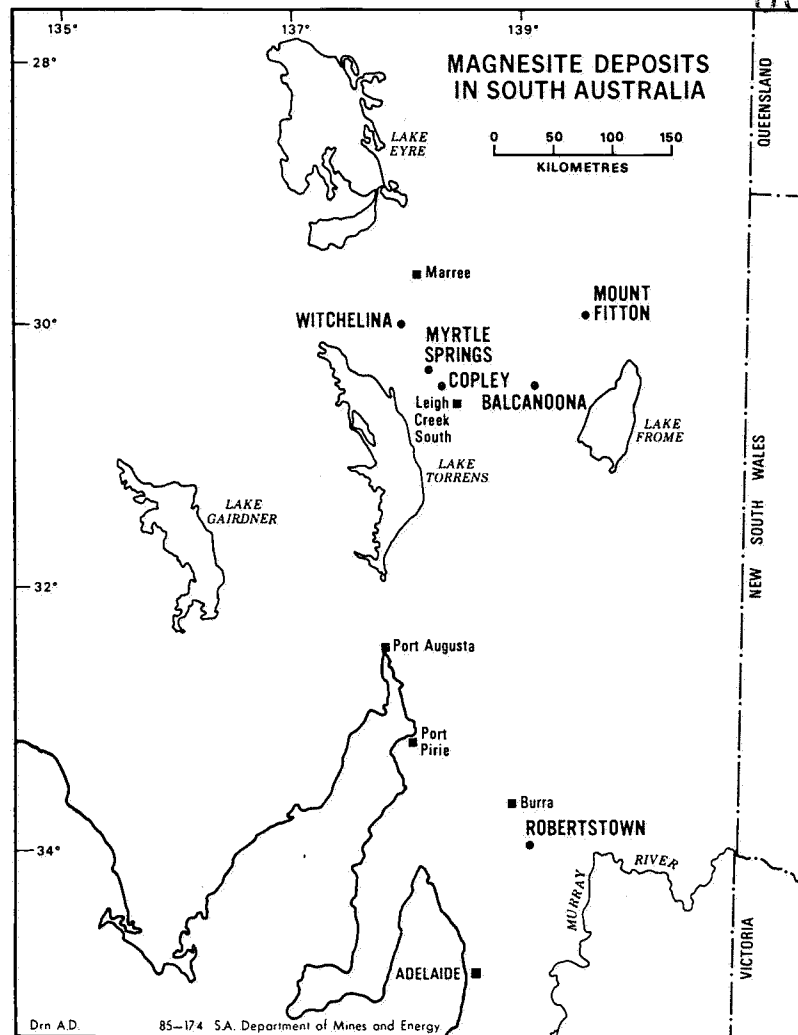 135°
137°
139°
28°
30°
32°
34°
MAGNESITE DEPOSITS
IN SOUTH AUSTRALIA
0 50 100 150
KILOMETRES
QUEENSLAND
LAKE
EYRE
Marree
WITCHELINA
MOUNT
FITTON
MYRTLE
SPRINGS
COPLEY
BALCANOONA
Leigh
Creek
South
LAKE
FROME
LAKE
TORRENS
LAKE
GAIRDNER
NEW SOUTH WALES
Port Augusta
Port
Pirie
Burra
ROBERTSTOWN
MURRAY
RIVER
VICTORIA
ADELAIDE
Drn A.D. 85–174 S.A. Department of Mines and Energy